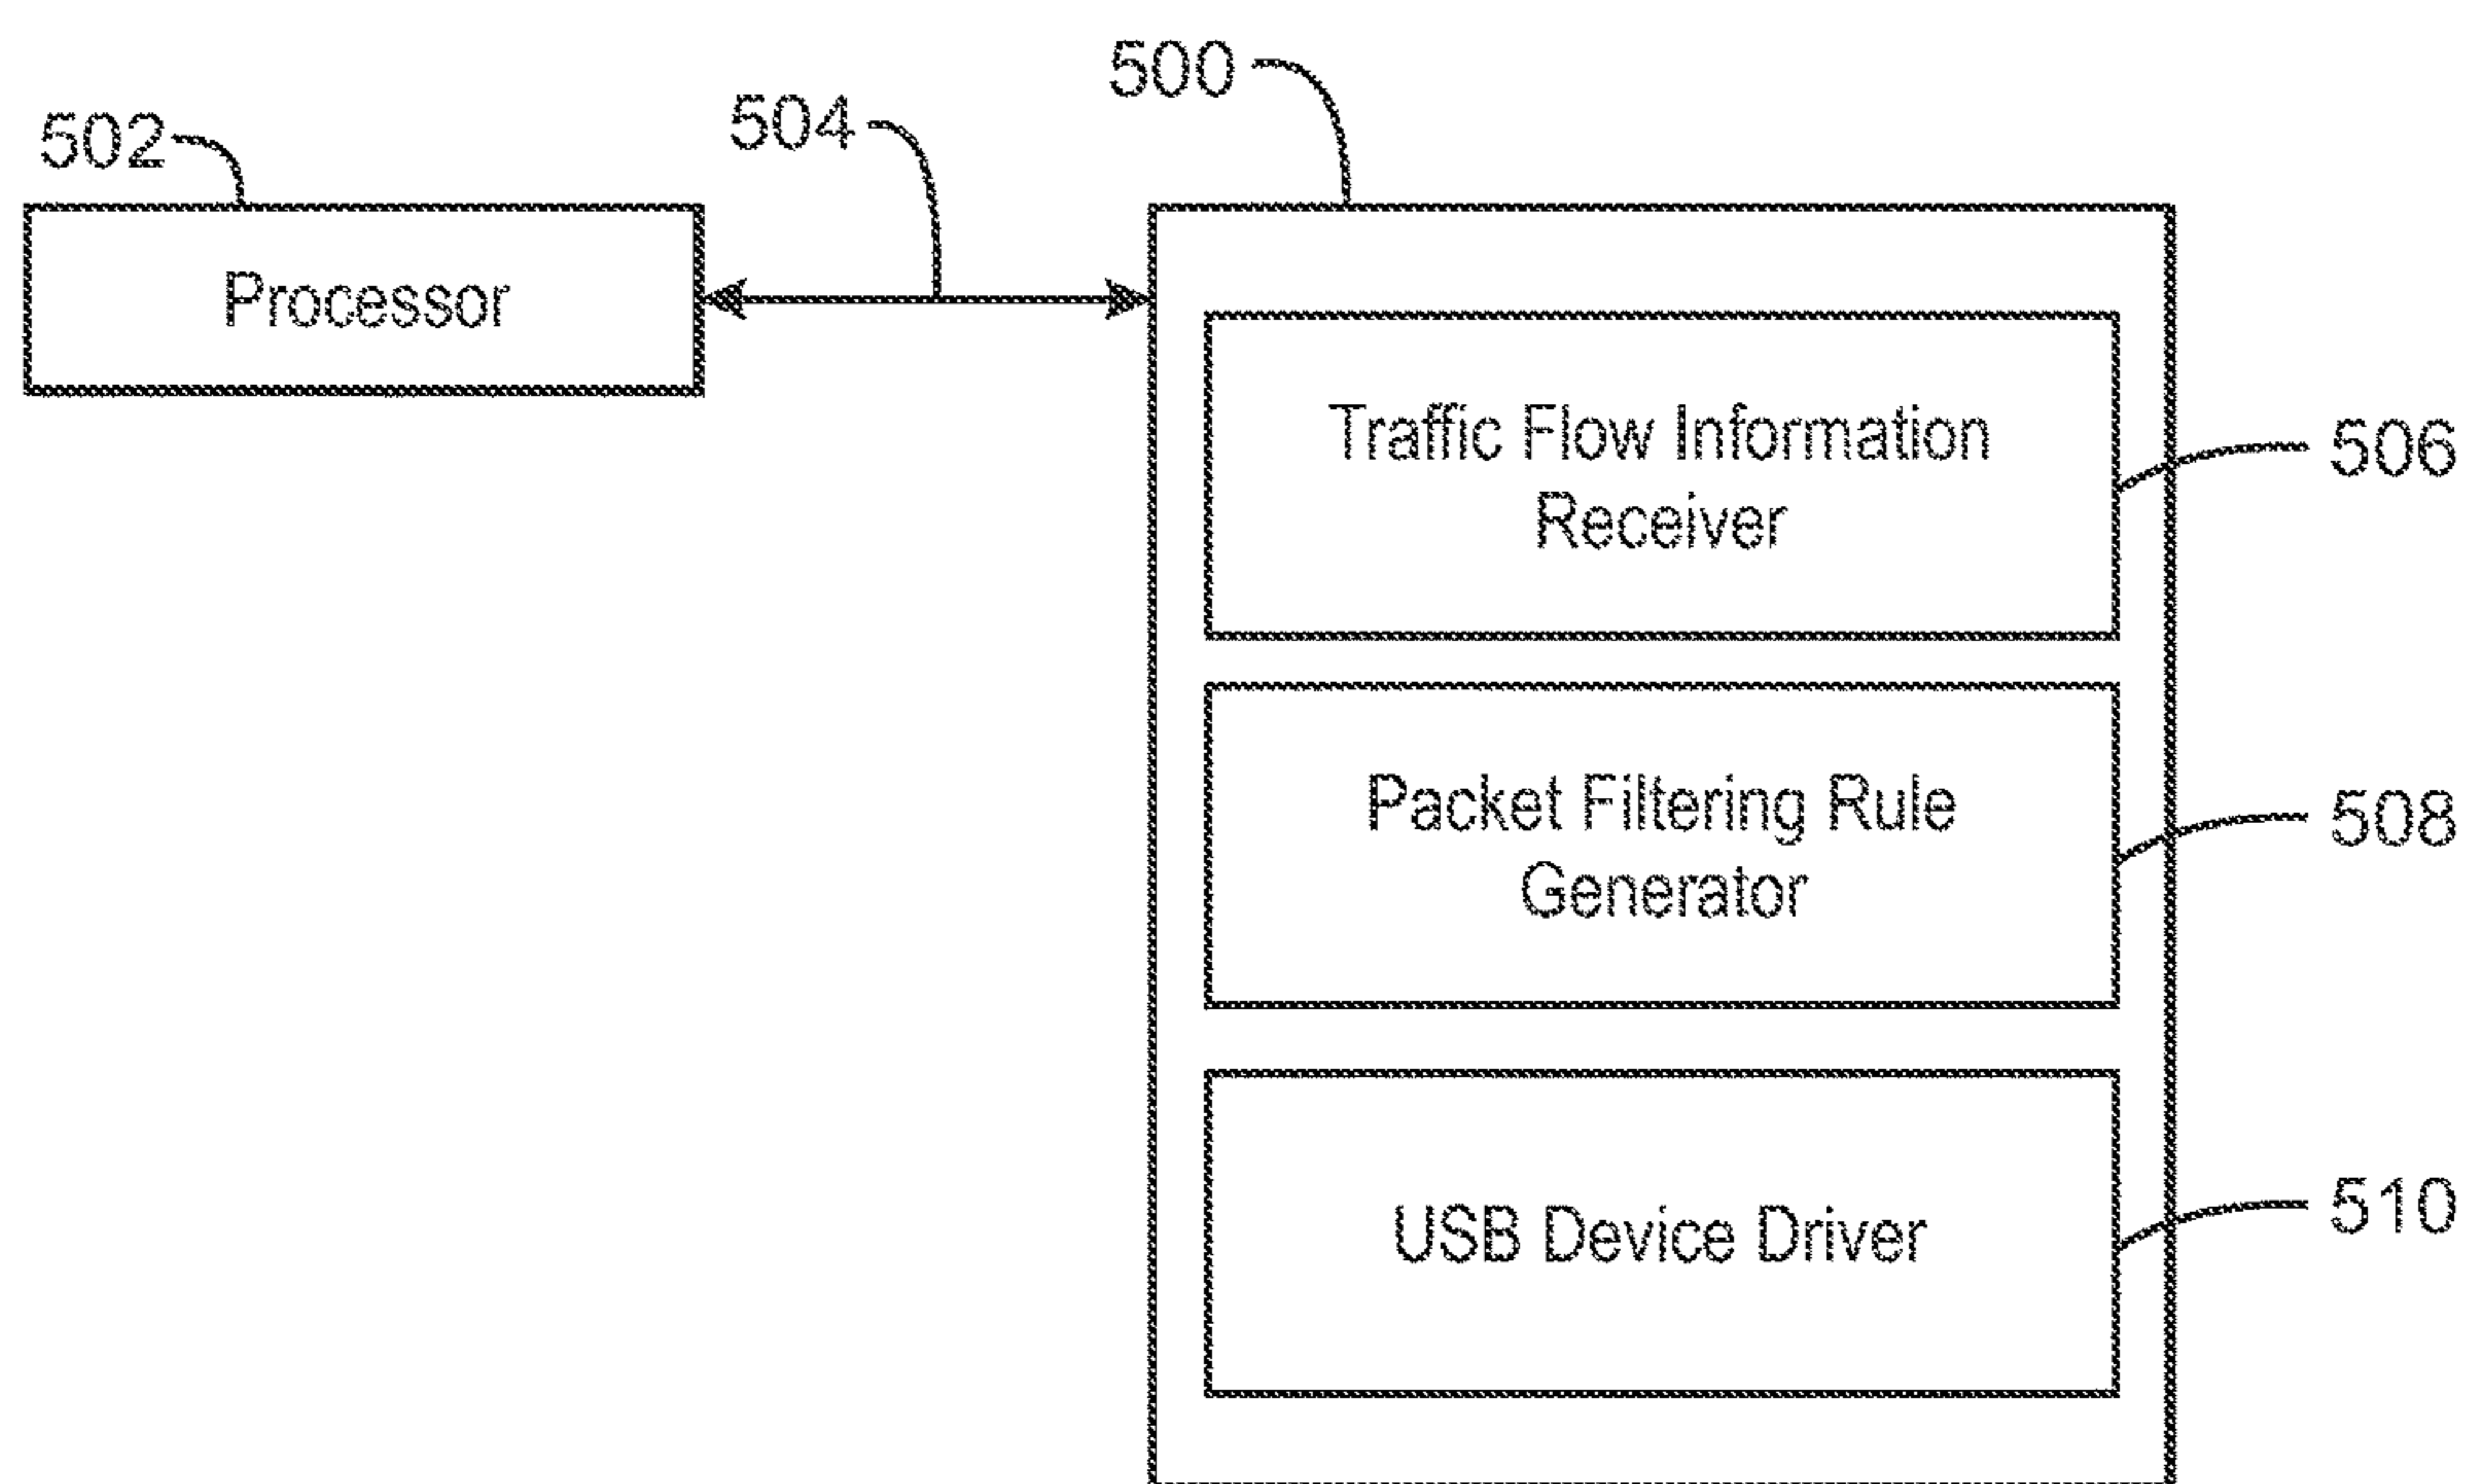 500
504
502
Processor
Traffic Flow Information
Receiver
506
Packet Filtering Rule
Generator
508
USB Device Driver
510